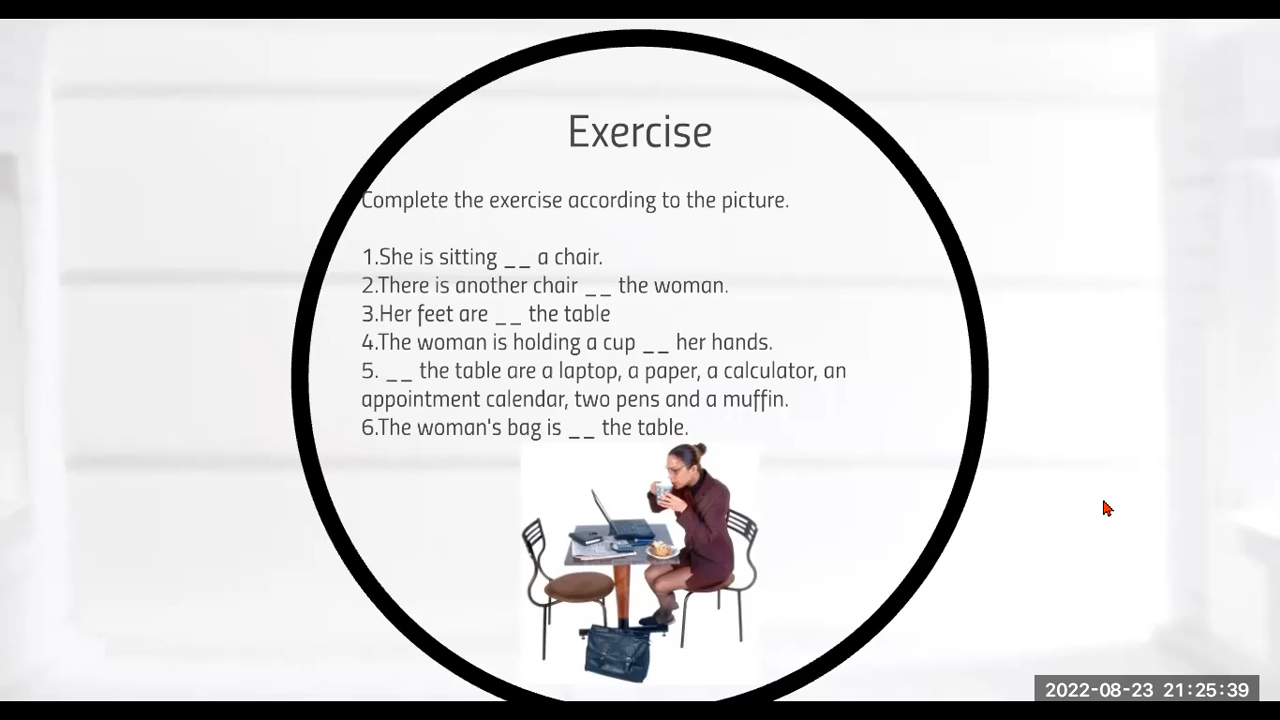 Exercise
Complete the exercise according to the picture.
1.She is sitting __ a chair.
2.There is another chair __ the woman.
3.Her feet are __ the table
4.The woman is holding a cup __ her hands.
5. __ the table are a laptop, a paper, a calculator, an
appointment calendar, two pens and a muffin.
6.The woman's bag is __ the table.
2022-08-23 21:25:39